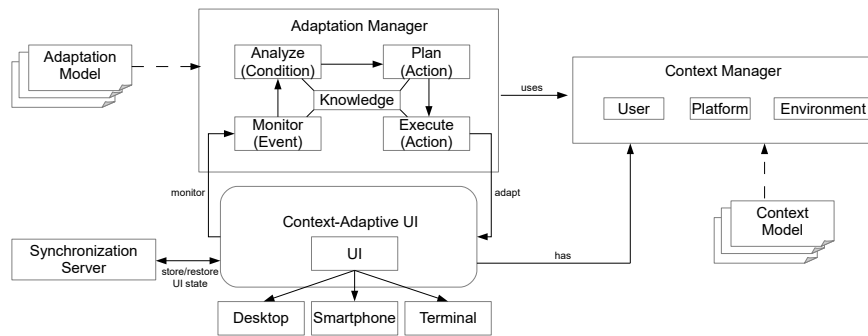 Adaptation Manager
Adaptation
Model
Analyze
(Condition)
Plan
(Action)
Knowledge
Monitor
(Event)
Execute
(Action)
uses
Context Manager
User
Platform
Environment
monitor
adapt
Context-Adaptive UI
UI
Synchronization
Server
store/restore
UI state
has
Context
Model
Desktop
Smartphone
Terminal